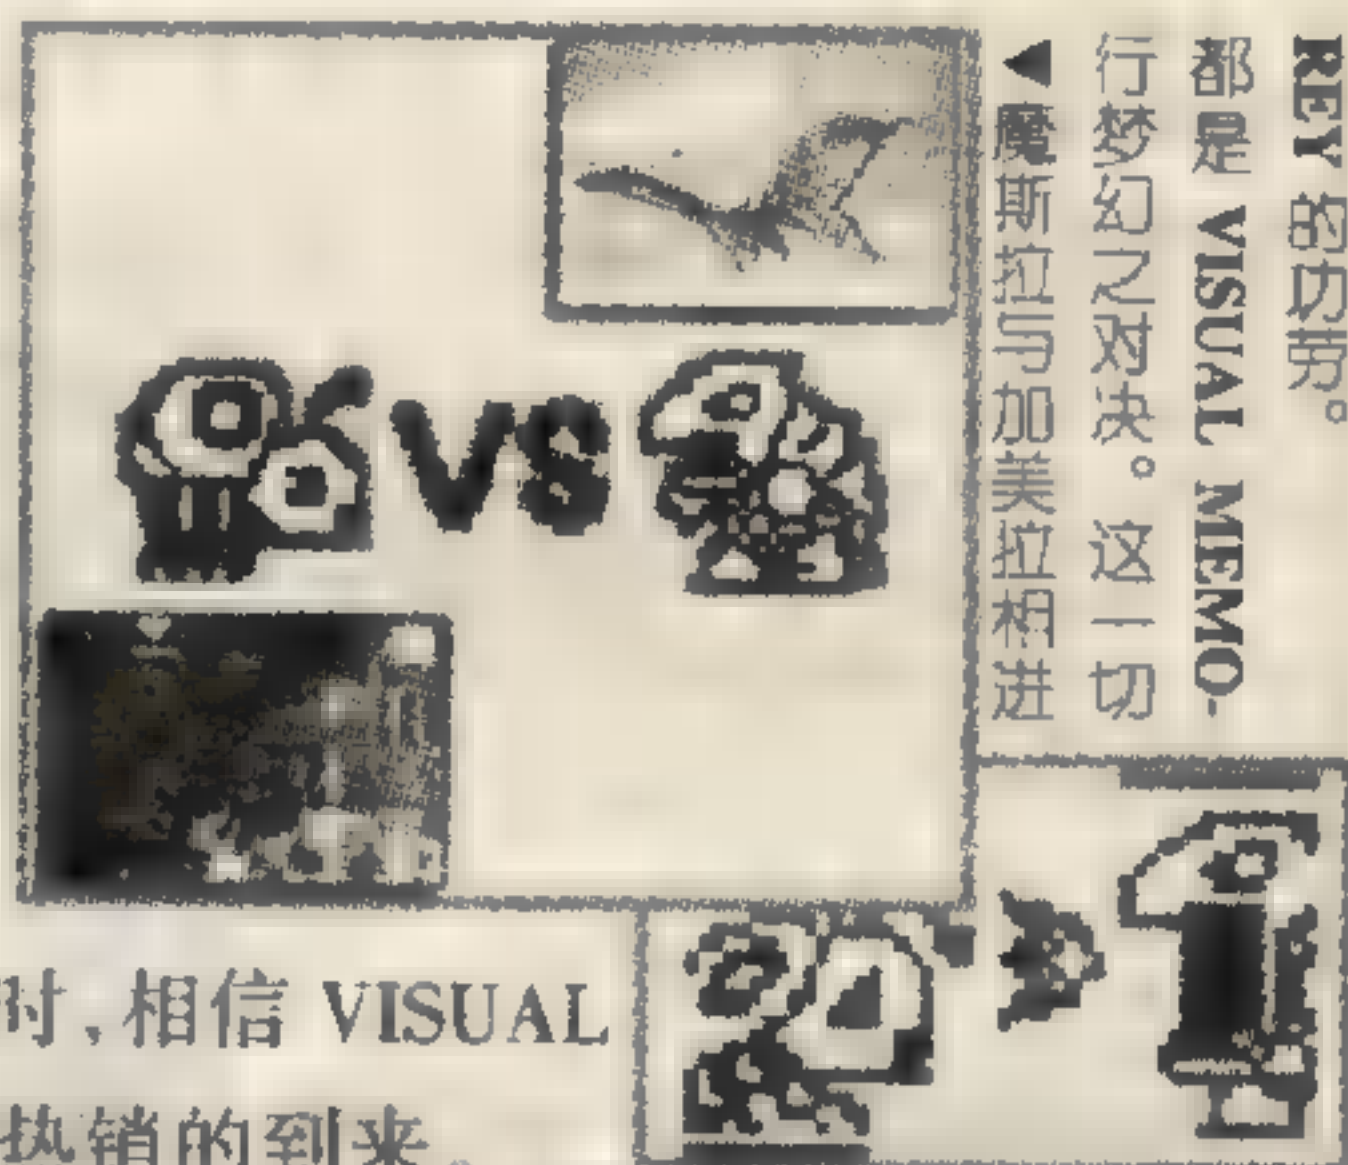 ◀魔斯拉与加美拉相进
行梦幻之对决。这一切
都是 VISUAL MEMO-
REY 的功劳。
VS
时,相信 VISUAL
执销的到来。